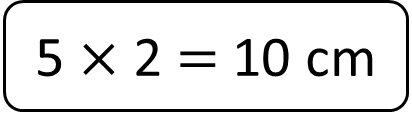 5 × 2 = 10 cm